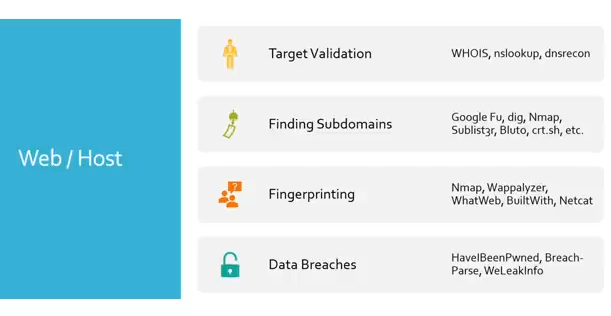 Web / Host
Target Validation
WHOIS, nslookup, dnsrecon
Finding Subdomains
Google Fu, dig, Nmap,
Sublist3r, Bluto, crt.sh, etc.
Fingerprinting
Nmap, Wappalyzer,
WhatWeb, BuiltWith, Netcat
Data Breaches
HaveIBeenPwned, Breach-
Parse, WeLeakInfo